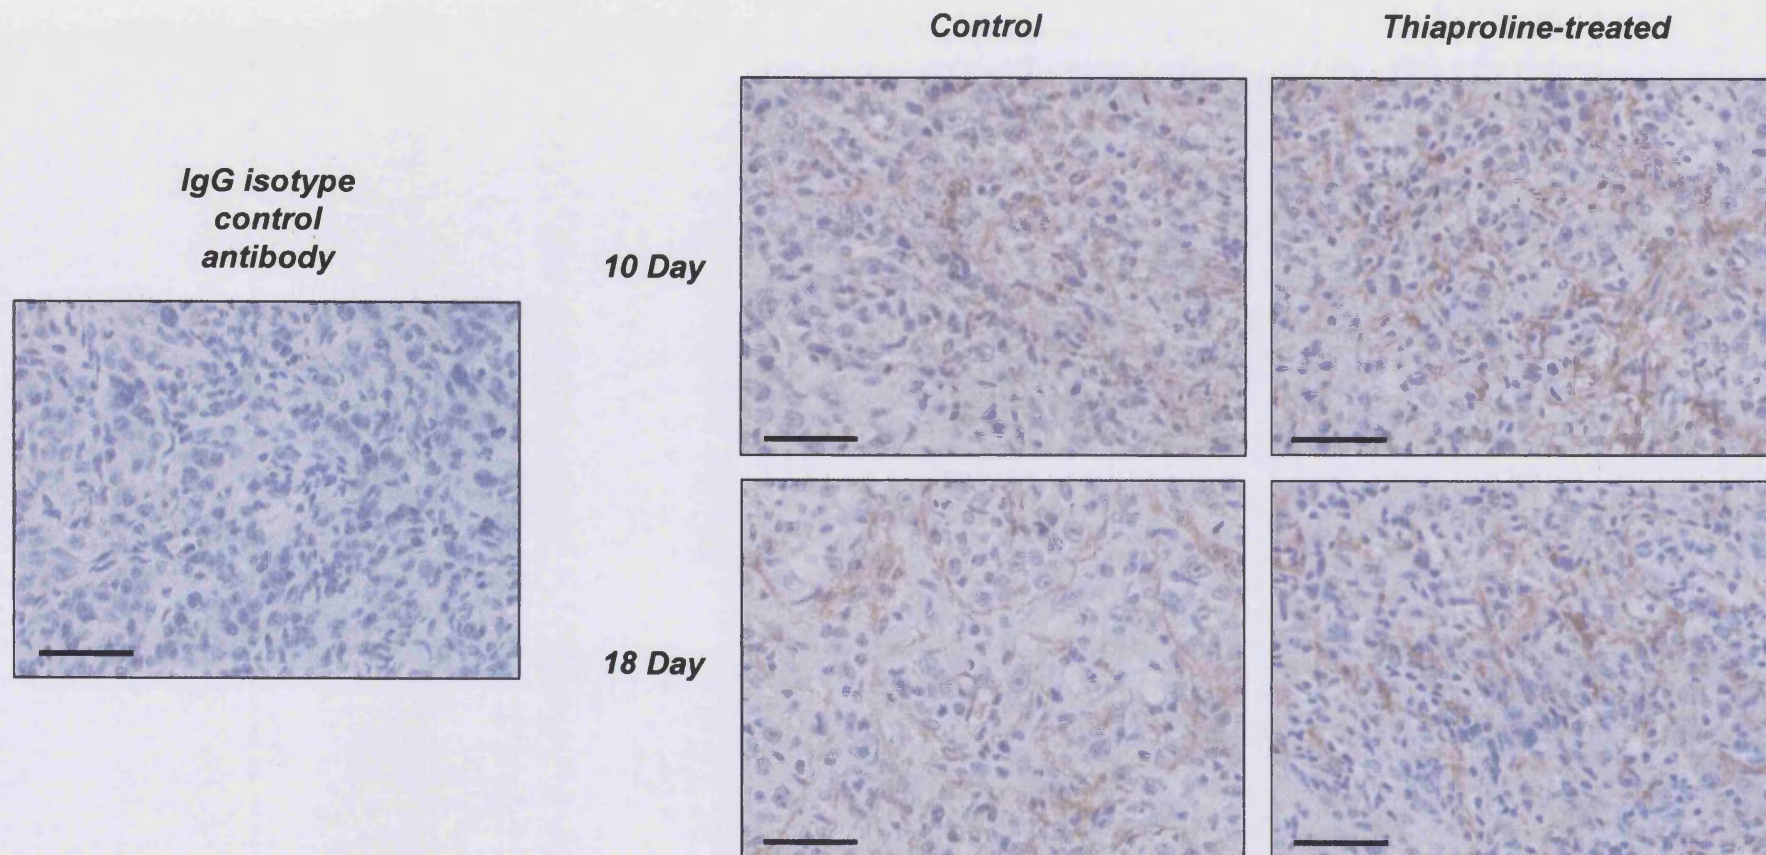 Control
Thiaproline-treated
IgG isotype
control
antibody
10 Day
18 Day